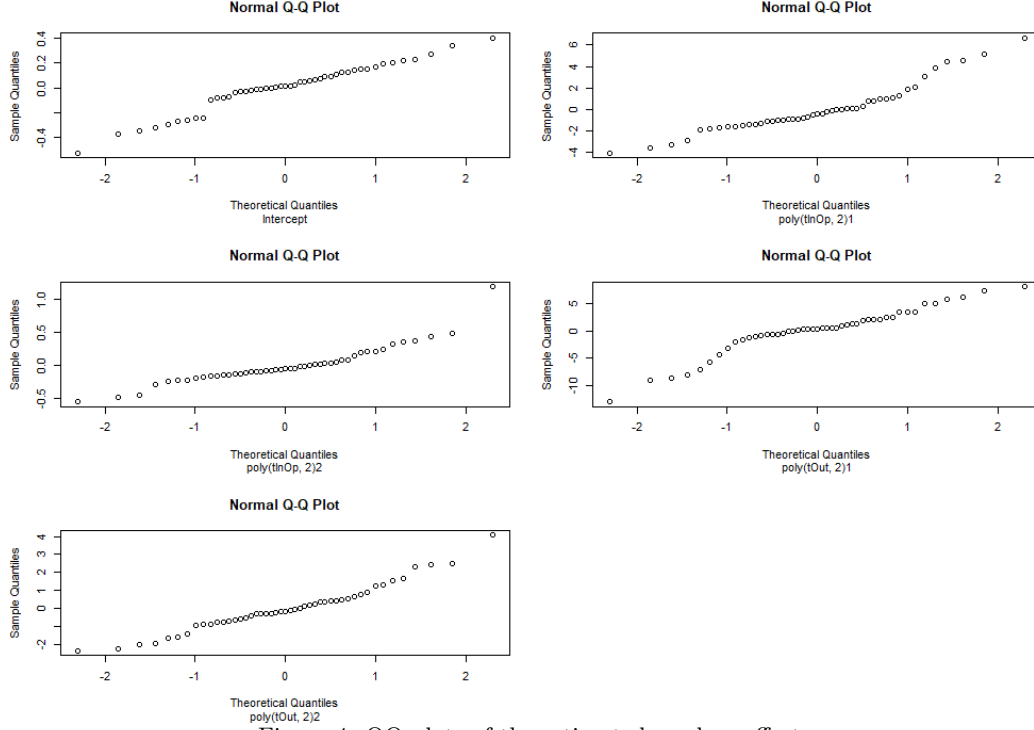 Normal Q-Q Plot
Sample Quantiles
-0.4 0.0 0.2 0.4
-2 -1 0 1 2
Theoretical Quantiles
Intercept
Normal Q-Q Plot
Sample Quantiles
-4 -2 0 2 4 6
-2 -1 0 1 2
Theoretical Quantiles
poly(tInOp, 2)1
Normal Q-Q Plot
Sample Quantiles
-0.5 0.0 0.5 1.0
-2 -1 0 1 2
Theoretical Quantiles
poly(tInOp, 2)2
Normal Q-Q Plot
Sample Quantiles
-10 -5 0 5
-2 -1 0 1 2
Theoretical Quantiles
poly(tOut, 2)1
Normal Q-Q Plot
Sample Quantiles
-2 0 1 2 3 4
-2 -1 0 1 2
Theoretical Quantiles
poly(tOut, 2)2